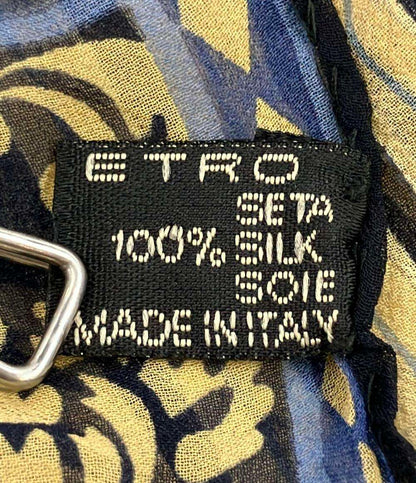 ETRO
SETA
100% SILK
SOIE
MADE IN ITALY